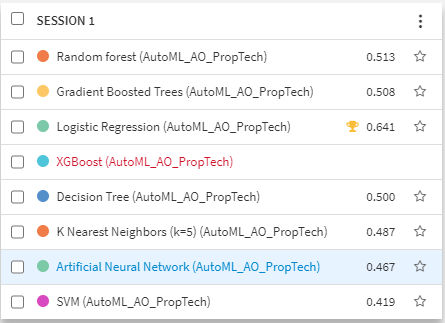 SESSION 1
Random forest (AutoML_AO_PropTech) 0.513
Gradient Boosted Trees (AutoML_AO_PropTech) 0.508
Logistic Regression (AutoML_AO_PropTech) 0.641
XGBoost (AutoML_AO_PropTech)
Decision Tree (AutoML_AO_PropTech) 0.500
K Nearest Neighbors (k=5) (AutoML_AO_PropTech) 0.487
Artificial Neural Network (AutoML_AO_PropTech) 0.467
SVM (AutoML_AO_PropTech) 0.419